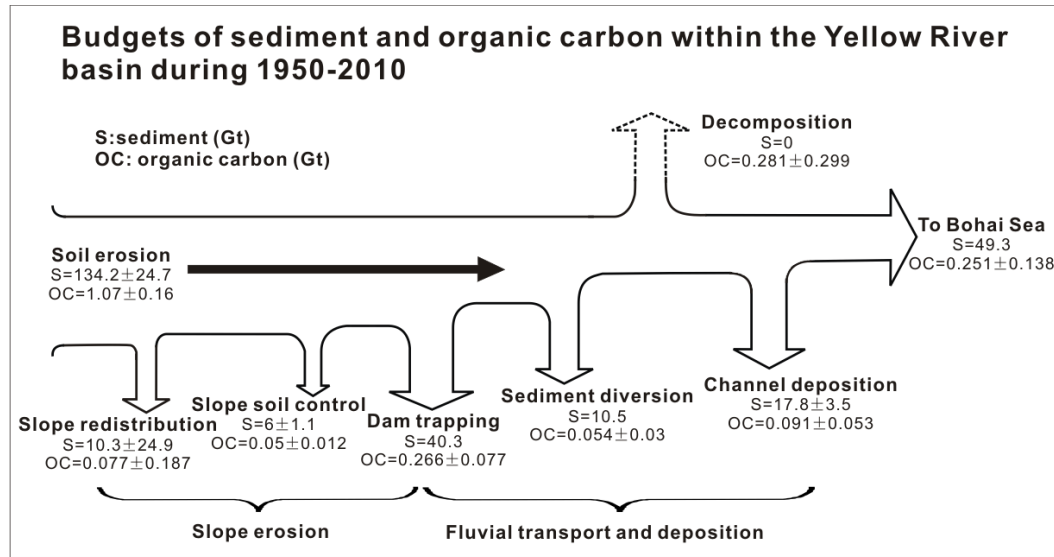 Budgets of sediment and organic carbon within the Yellow River
basin during 1950-2010
S:sediment (Gt)
OC: organic carbon (Gt)
Decomposition
S=0
OC=0.281±0.299
To Bohai Sea
S=49.3
OC=0.251±0.138
Soil erosion
S=134.2±24.7
OC=1.07±0.16
Slope redistribution
S=10.3±24.9
OC=0.077±0.187
Slope soil control
S=6±1.1
OC=0.05±0.012
Dam trapping
S=40.3
OC=0.266±0.077
Sediment diversion
S=10.5
OC=0.054±0.03
Channel deposition
S=17.8±3.5
OC=0.091±0.053
Slope erosion
Fluvial transport and deposition